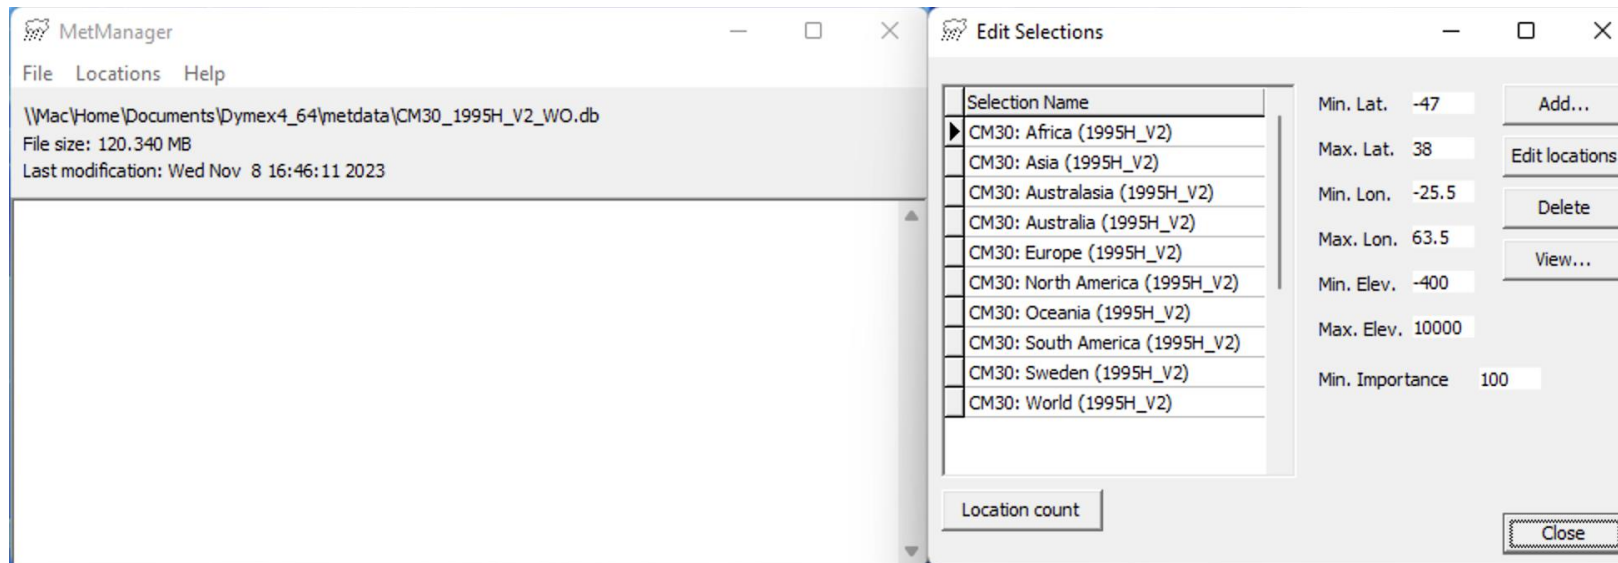 MetManager
File Locations Help
\\Mac\Home\Documents\Dymex4_64\metdata\CM30_1995H_V2_WO.db
File size: 120.340 MB
Last modification: Wed Nov 8 16:46:11 2023
Edit Selections
Selection Name
CM30: Africa (1995H_V2)
CM30: Asia (1995H_V2)
CM30: Australasia (1995H_V2)
CM30: Australia (1995H_V2)
CM30: Europe (1995H_V2)
CM30: North America (1995H_V2)
CM30: Oceania (1995H_V2)
CM30: South America (1995H_V2)
CM30: Sweden (1995H_V2)
CM30: World (1995H_V2)
Location count
Min. Lat. -47
Max. Lat. 38
Min. Lon. -25.5
Max. Lon. 63.5
Min. Elev. -400
Max. Elev. 10000
Min. Importance 100
Add...
Edit locations
Delete
View...
Close